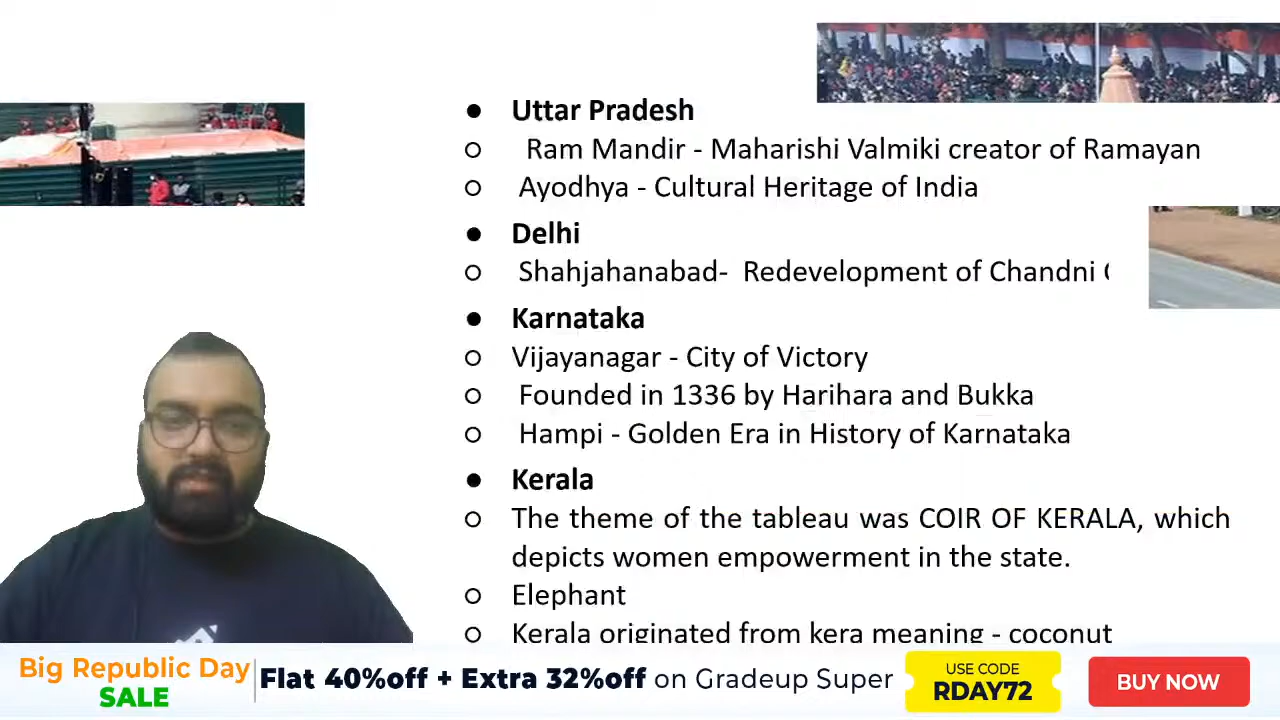 ● Uttar Pradesh
○ Ram Mandir - Maharishi Valmiki creator of Ramayan
○ Ayodhya - Cultural Heritage of India
● Delhi
○ Shahjahanabad- Redevelopment of Chandni
● Karnataka
○ Vijayanagar - City of Victory
○ Founded in 1336 by Harihara and Bukka
○ Hampi - Golden Era in History of Karnataka
● Kerala
○ The theme of the tableau was COIR OF KERALA, which
depicts women empowerment in the state.
○ Elephant
○ Kerala originated from kera meaning - coconut
Big Republic Day
SALE
Flat 40%off + Extra 32%off on Gradeup Super
USE CODE
RDAY72
BUY NOW